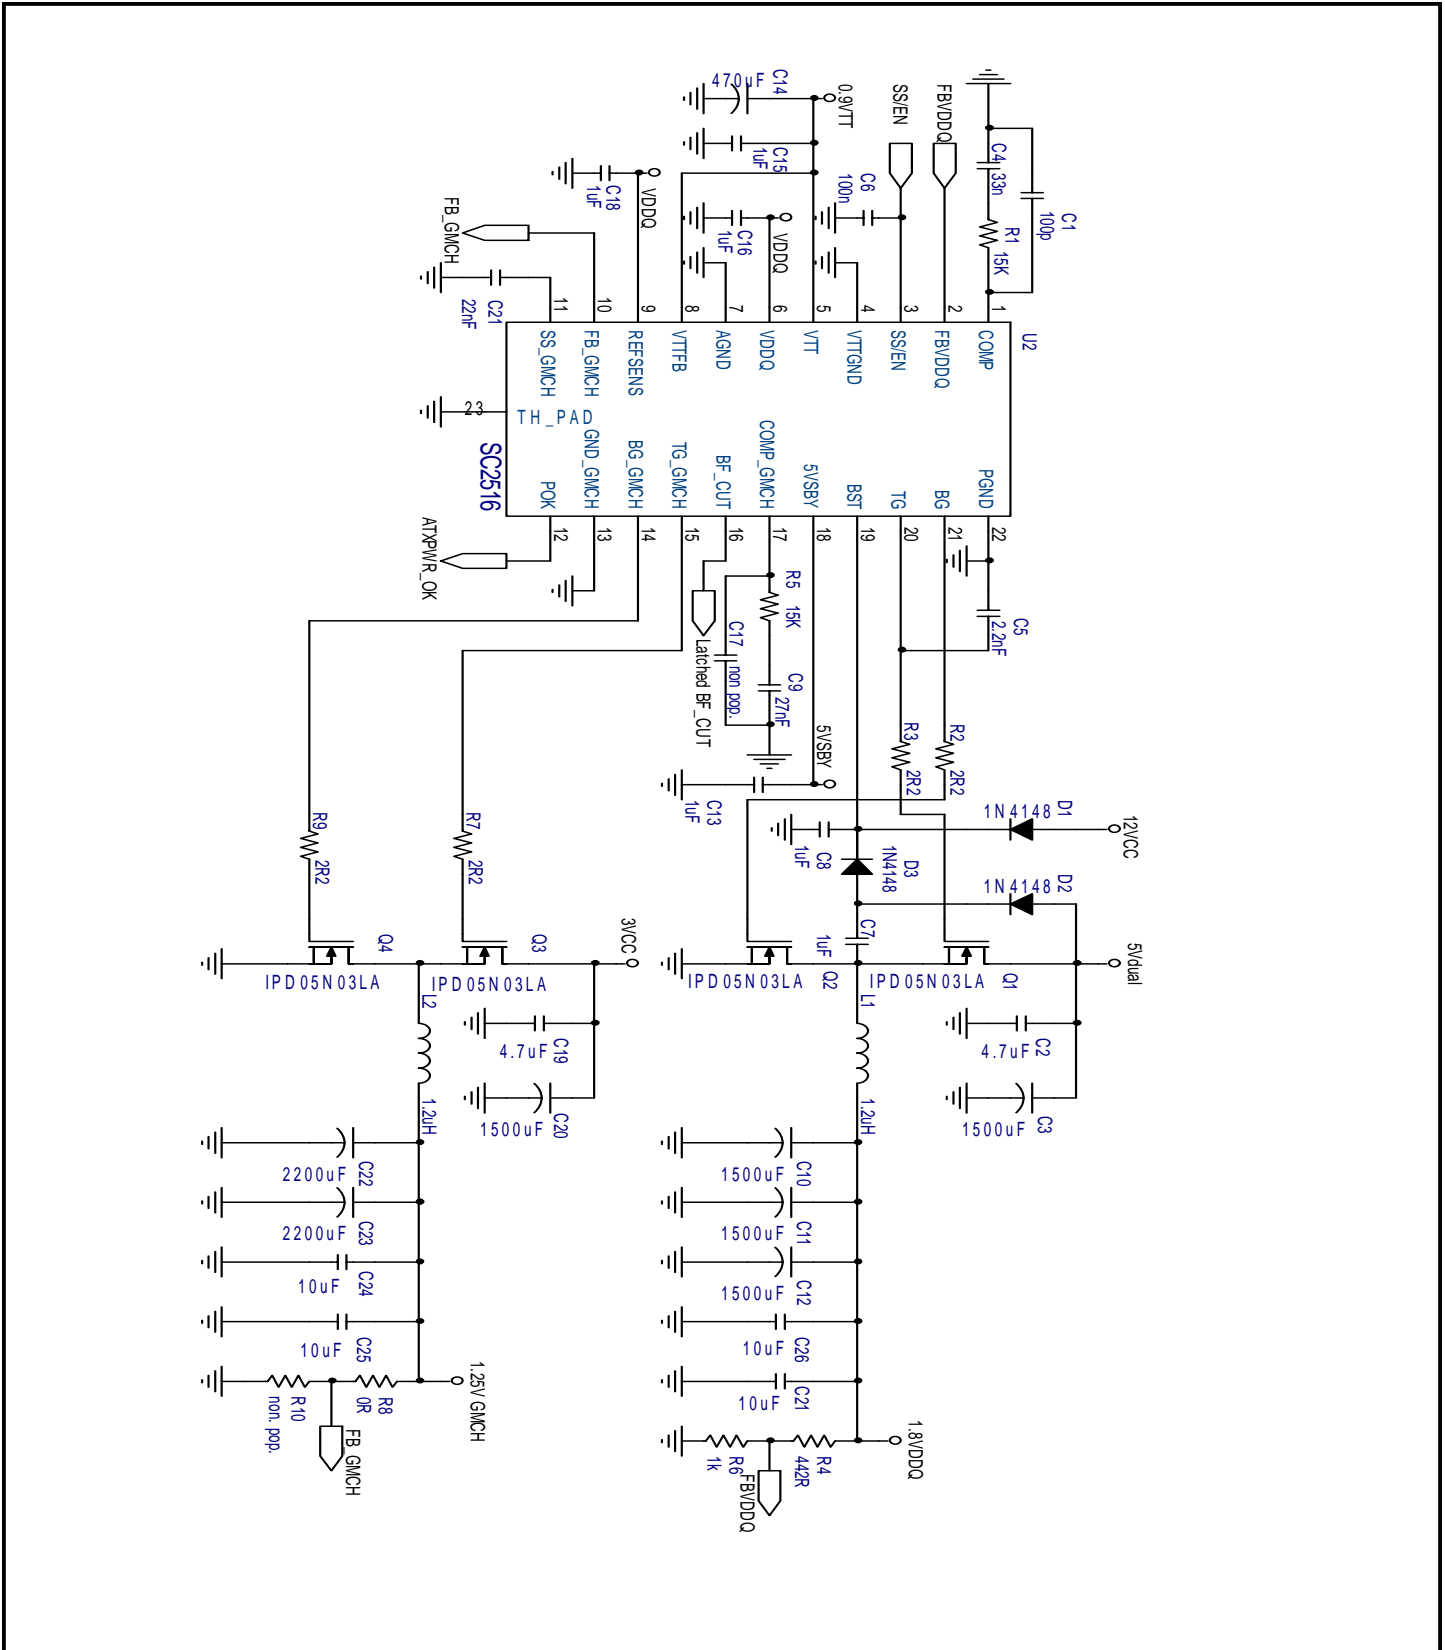 C1
100p
C4
33n
R1
15K
FBVDDQ
SS/EN
C6
100n
0.9VTT
C14
470uF
C15
1uF
VDDQ
C16
1uF
VDDQ
C18
1uF
FB_GMCH
C21
22nF
U2
1
COMP
2
FBVDDQ
3
SS/EN
4
VTTGND
5
VTT
6
VDDQ
7
AGND
8
VTTFB
9
REFSENS
10
FB_GMCH
11
SS_GMCH
23
TH_PAD
SC2516
PGND
22
BG
21
TG
20
BST
19
5VSBY
18
COMP_GMCH
17
BF_CUT
16
TG_GMCH
15
BG_GMCH
14
GND_GMCH
13
POK
12
ATXPWR_OK
C5
2.2nF
R5
15K
C9
27nF
C17
non pop.
Latched BF_CUT
5VSBY
C13
1uF
R2
2R2
R3
2R2
12VCC
D1
1N4148
D2
1N4148
D3
1N4148
C8
1uF
C7
1uF
5Vdual
Q1
IPD05N03LA
Q2
IPD05N03LA
C2
4.7uF
C3
1500uF
L1
1.2uH
C10
1500uF
C11
1500uF
C12
1500uF
C26
10uF
C21
10uF
1.8VDDQ
R4
442R
R6
1k
FBVDDQ
R7
2R2
R9
2R2
3VCC
Q3
IPD05N03LA
Q4
IPD05N03LA
C19
4.7uF
C20
1500uF
L2
1.2uH
C22
2200uF
C23
2200uF
C24
10uF
C25
10uF
1.25V GMCH
R8
0R
R10
non. pop.
FB_GMCH